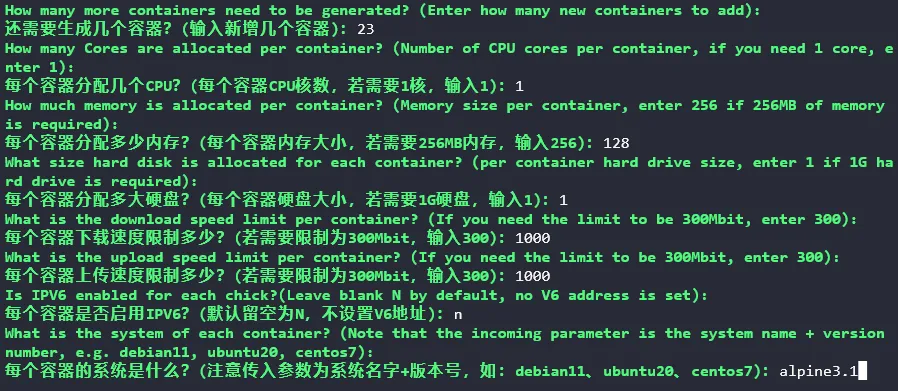 How many more containers need to be generated? (Enter how many new containers to add):
还需要生成几个容器？(输入新增几个容器)：23
How many Cores are allocated per container? (Number of CPU cores per container, if you need 1 core, e
nter 1):
每个容器分配几个CPU？(每个容器CPU核数，若需要1核，输入1)：1
How much memory is allocated per container? (Memory size per container, enter 256 if 256MB of memory
is required):
每个容器分配多少内存？(每个容器内存大小，若需要256MB内存，输入256)：128
What size hard disk is allocated for each container? (per container hard drive size, enter 1 if 1G ha
rd drive is required):
每个容器分配多大硬盘？(每个容器硬盘大小，若需要1G硬盘，输入1)：1
What is the download speed limit per container? (If you need the limit to be 300Mbit, enter 300):
每个容器下载速度限制多少？(若需要限制为300Mbit，输入300)：1000
What is the upload speed limit per container? (If you need the limit to be 300Mbit, enter 300):
每个容器上传速度限制多少？(若需要限制为300Mbit，输入300)：1000
Is IPV6 enabled for each chick?(Leave blank N by default, no V6 address is set):
每个容器是否启用IPV6？(默认留空为N，不设置V6地址)：n
What is the system of each container? (Note that the incoming parameter is the system name + version
number, e.g. debian11, ubuntu20, centos7):
每个容器的系统是什么？(注意传入参数为系统名字+版本号，如：debian11、ubuntu20、centos7)：alpine3.1